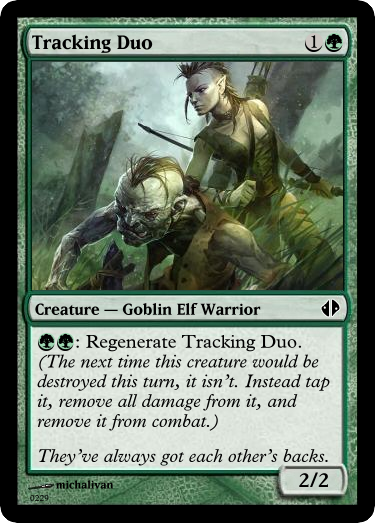 Tracking Duo 1
Creature — Goblin Elf Warrior
: Regenerate Tracking Duo.
(The next time this creature would be
destroyed this turn, it isn't. Instead tap
it, remove all damage from it, and
remove it from combat.)
They've always got each other's backs.
2/2
michalivan
0229